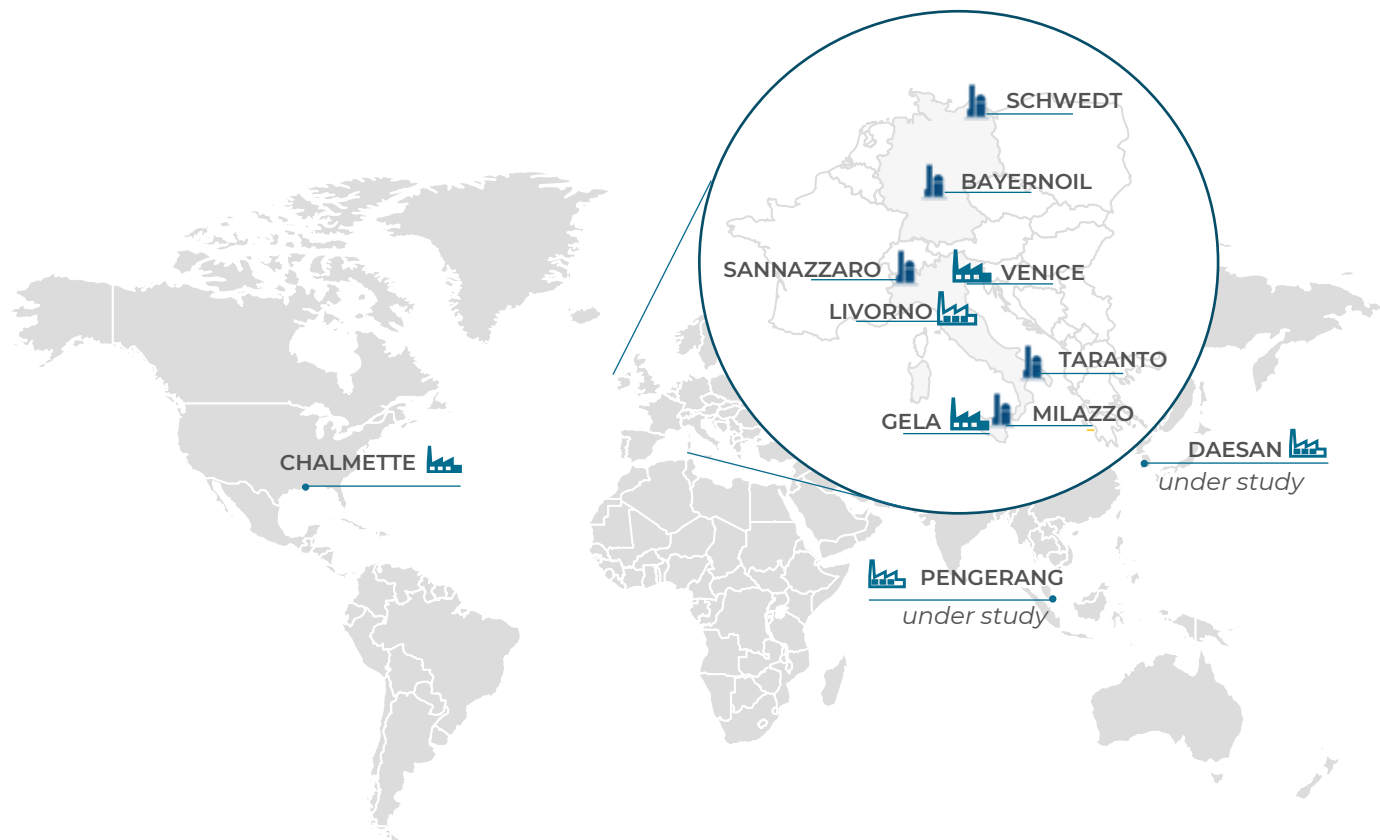 SCHWEDT
BAYERNOIL
SANNAZZARO
VENICE
LIVORNO
TARANTO
GELA
MILAZZO
CHALMETTE
DAESAN
under study
PENGERANG
under study